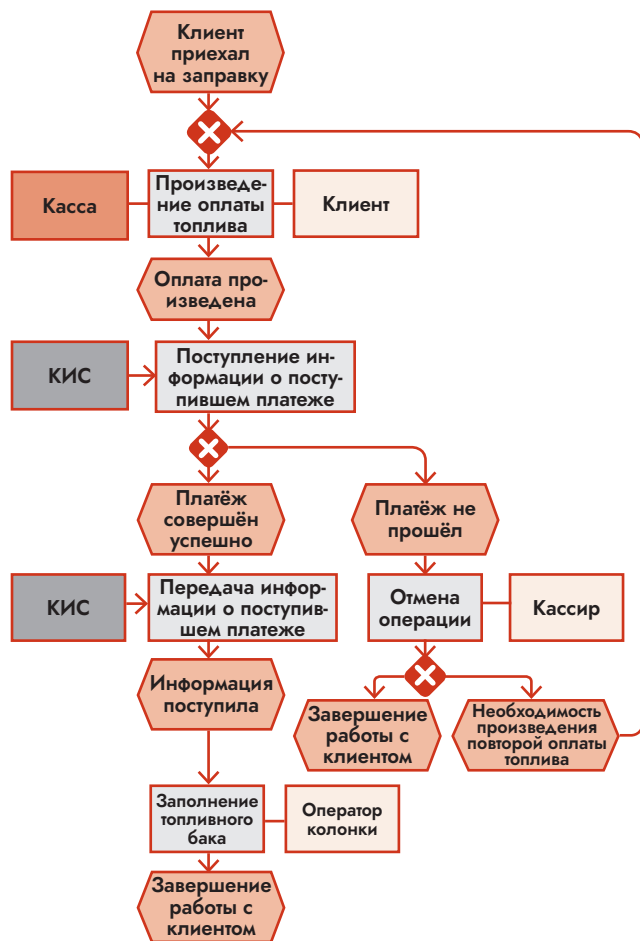 Клиент
приехал
на заправку
Касса
Произведе-
ние оплаты
топлива
Клиент
Оплата про-
изведена
КИС
Поступление ин-
формации о посту-
пившем платеже
Платёж
совершён
успешно
Платёж не
прошёл
КИС
Передача инфор-
мации о поступив-
шем платеже
Отмена
операции
Кассир
Информация
поступила
Завершение
работы с
клиентом
Необходимость
произведения
повторой оплаты
топлива
Заполнение
топливного
бака
Оператор
колонки
Завершение
работы с
клиентом